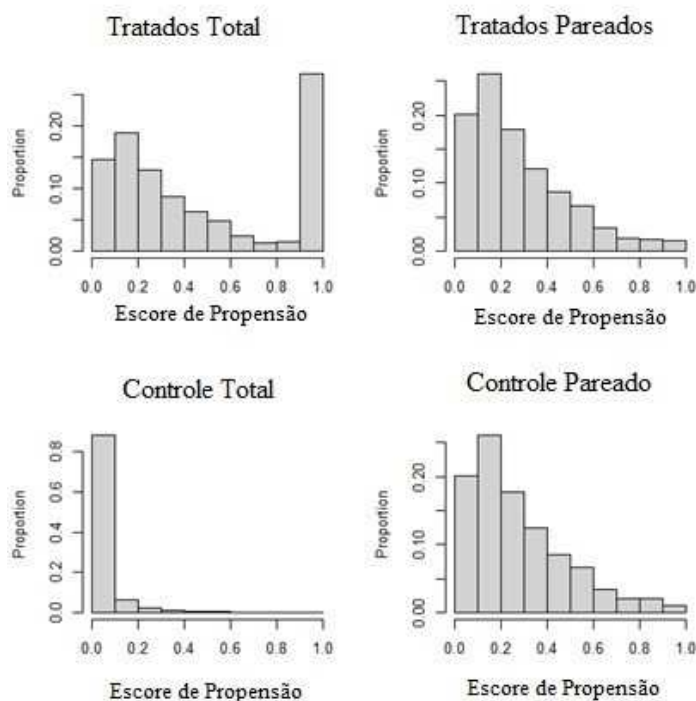 Tratados Total
Proportion
0.00
0.10
0.20
0.0 0.2 0.4 0.6 0.8 1.0
Escore de Propensão
Tratados Pareados
Proportion
0.00
0.10
0.20
0.0 0.2 0.4 0.6 0.8 1.0
Escore de Propensão
Controle Total
Proportion
0.0
0.2
0.4
0.6
0.8
0.0 0.2 0.4 0.6 0.8 1.0
Escore de Propensão
Controle Pareado
Proportion
0.00
0.10
0.20
0.0 0.2 0.4 0.6 0.8 1.0
Escore de Propensão